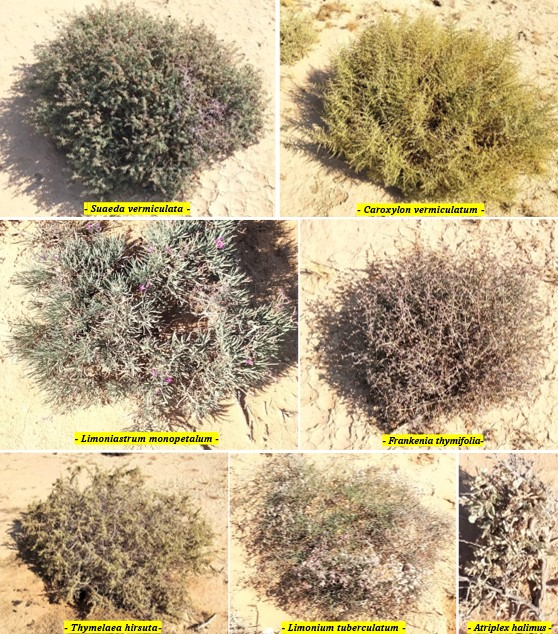 - Suaeda vermiculata -
- Caroxylon vermiculatum -
- Limoniastrum monopetalum -
- Frankenia thymifolia-
- Thymelaea hirsuta-
- Limonium tuberculatum -
- Atriplex halimus -